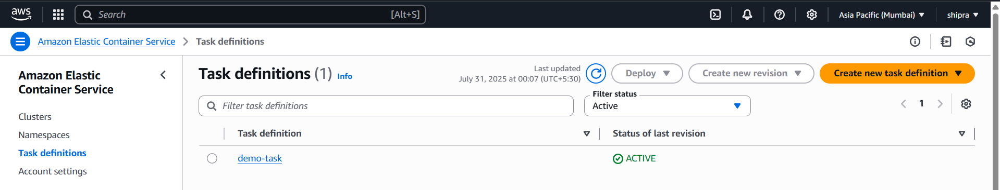 aws
Search [Alt+S]
Asia Pacific (Mumbai)
shipra
Amazon Elastic Container Service > Task definitions
Amazon Elastic
Container Service
Clusters
Namespaces
Task definitions
Account settings
Task definitions (1) Info
Last updated
July 31, 2025 at 00:07 (UTC+5:30)
Deploy
Create new revision
Create new task definition
Filter task definitions
Filter status
Active
1
Task definition Status of last revision
demo-task ACTIVE